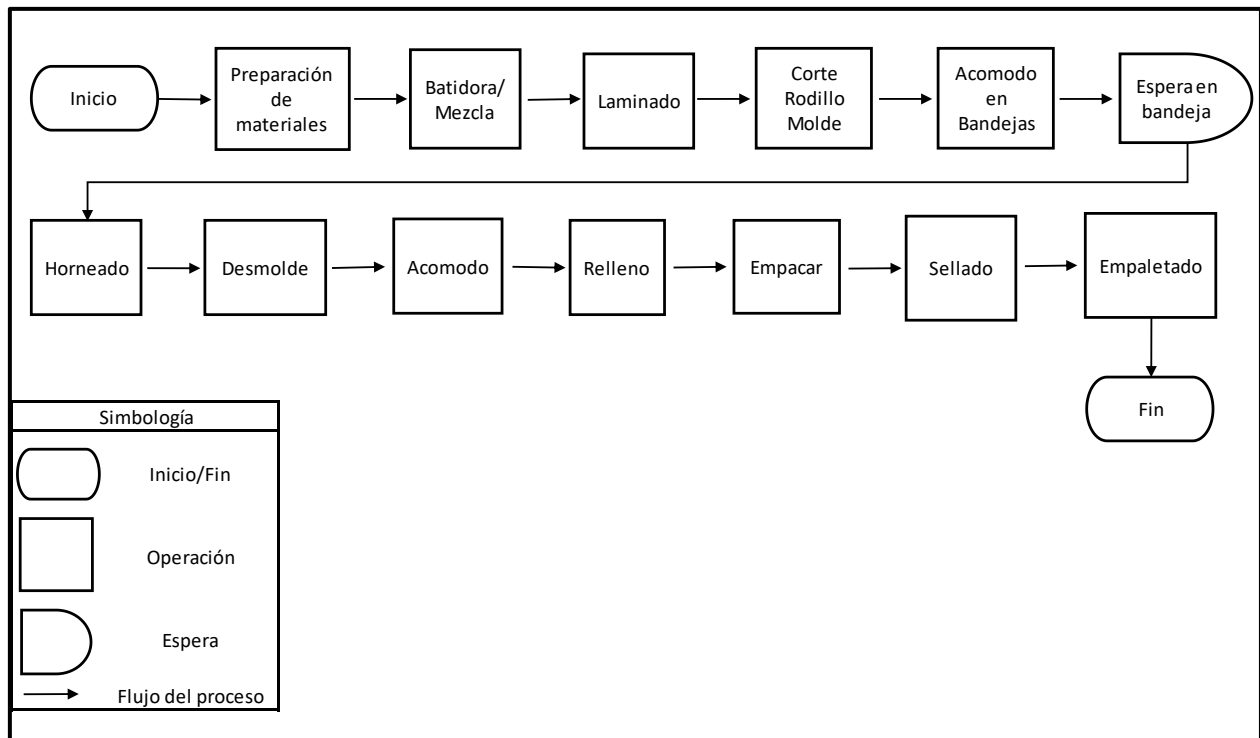 Inicio
Preparación
de
materiales
Batidora/
Mezcla
Laminado
Corte
Rodillo
Molde
Acomodo
en
Bandejas
Espera en
bandeja
Horneado
Desmolde
Acomodo
Relleno
Empacar
Sellado
Empaletado
Fin
Simbología
Inicio/Fin
Operación
Espera
Flujo del proceso